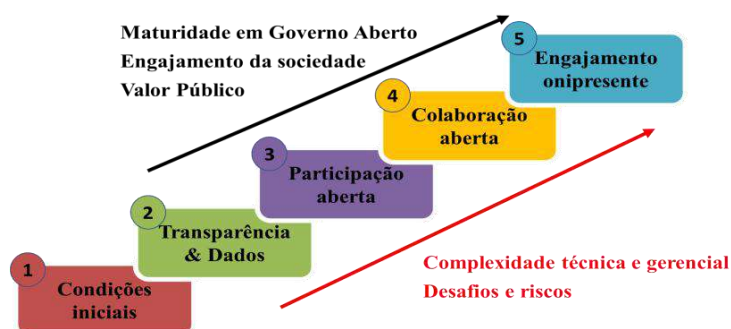 Maturidade em Governo Aberto
Engajamento da sociedade
Valor Público
5
Engajamento
onipresente
4
Colaboração
aberta
3
Participação
aberta
2
Transparência
& Dados
1
Condições
iniciais
Complexidade técnica e gerencial
Desafios e riscos